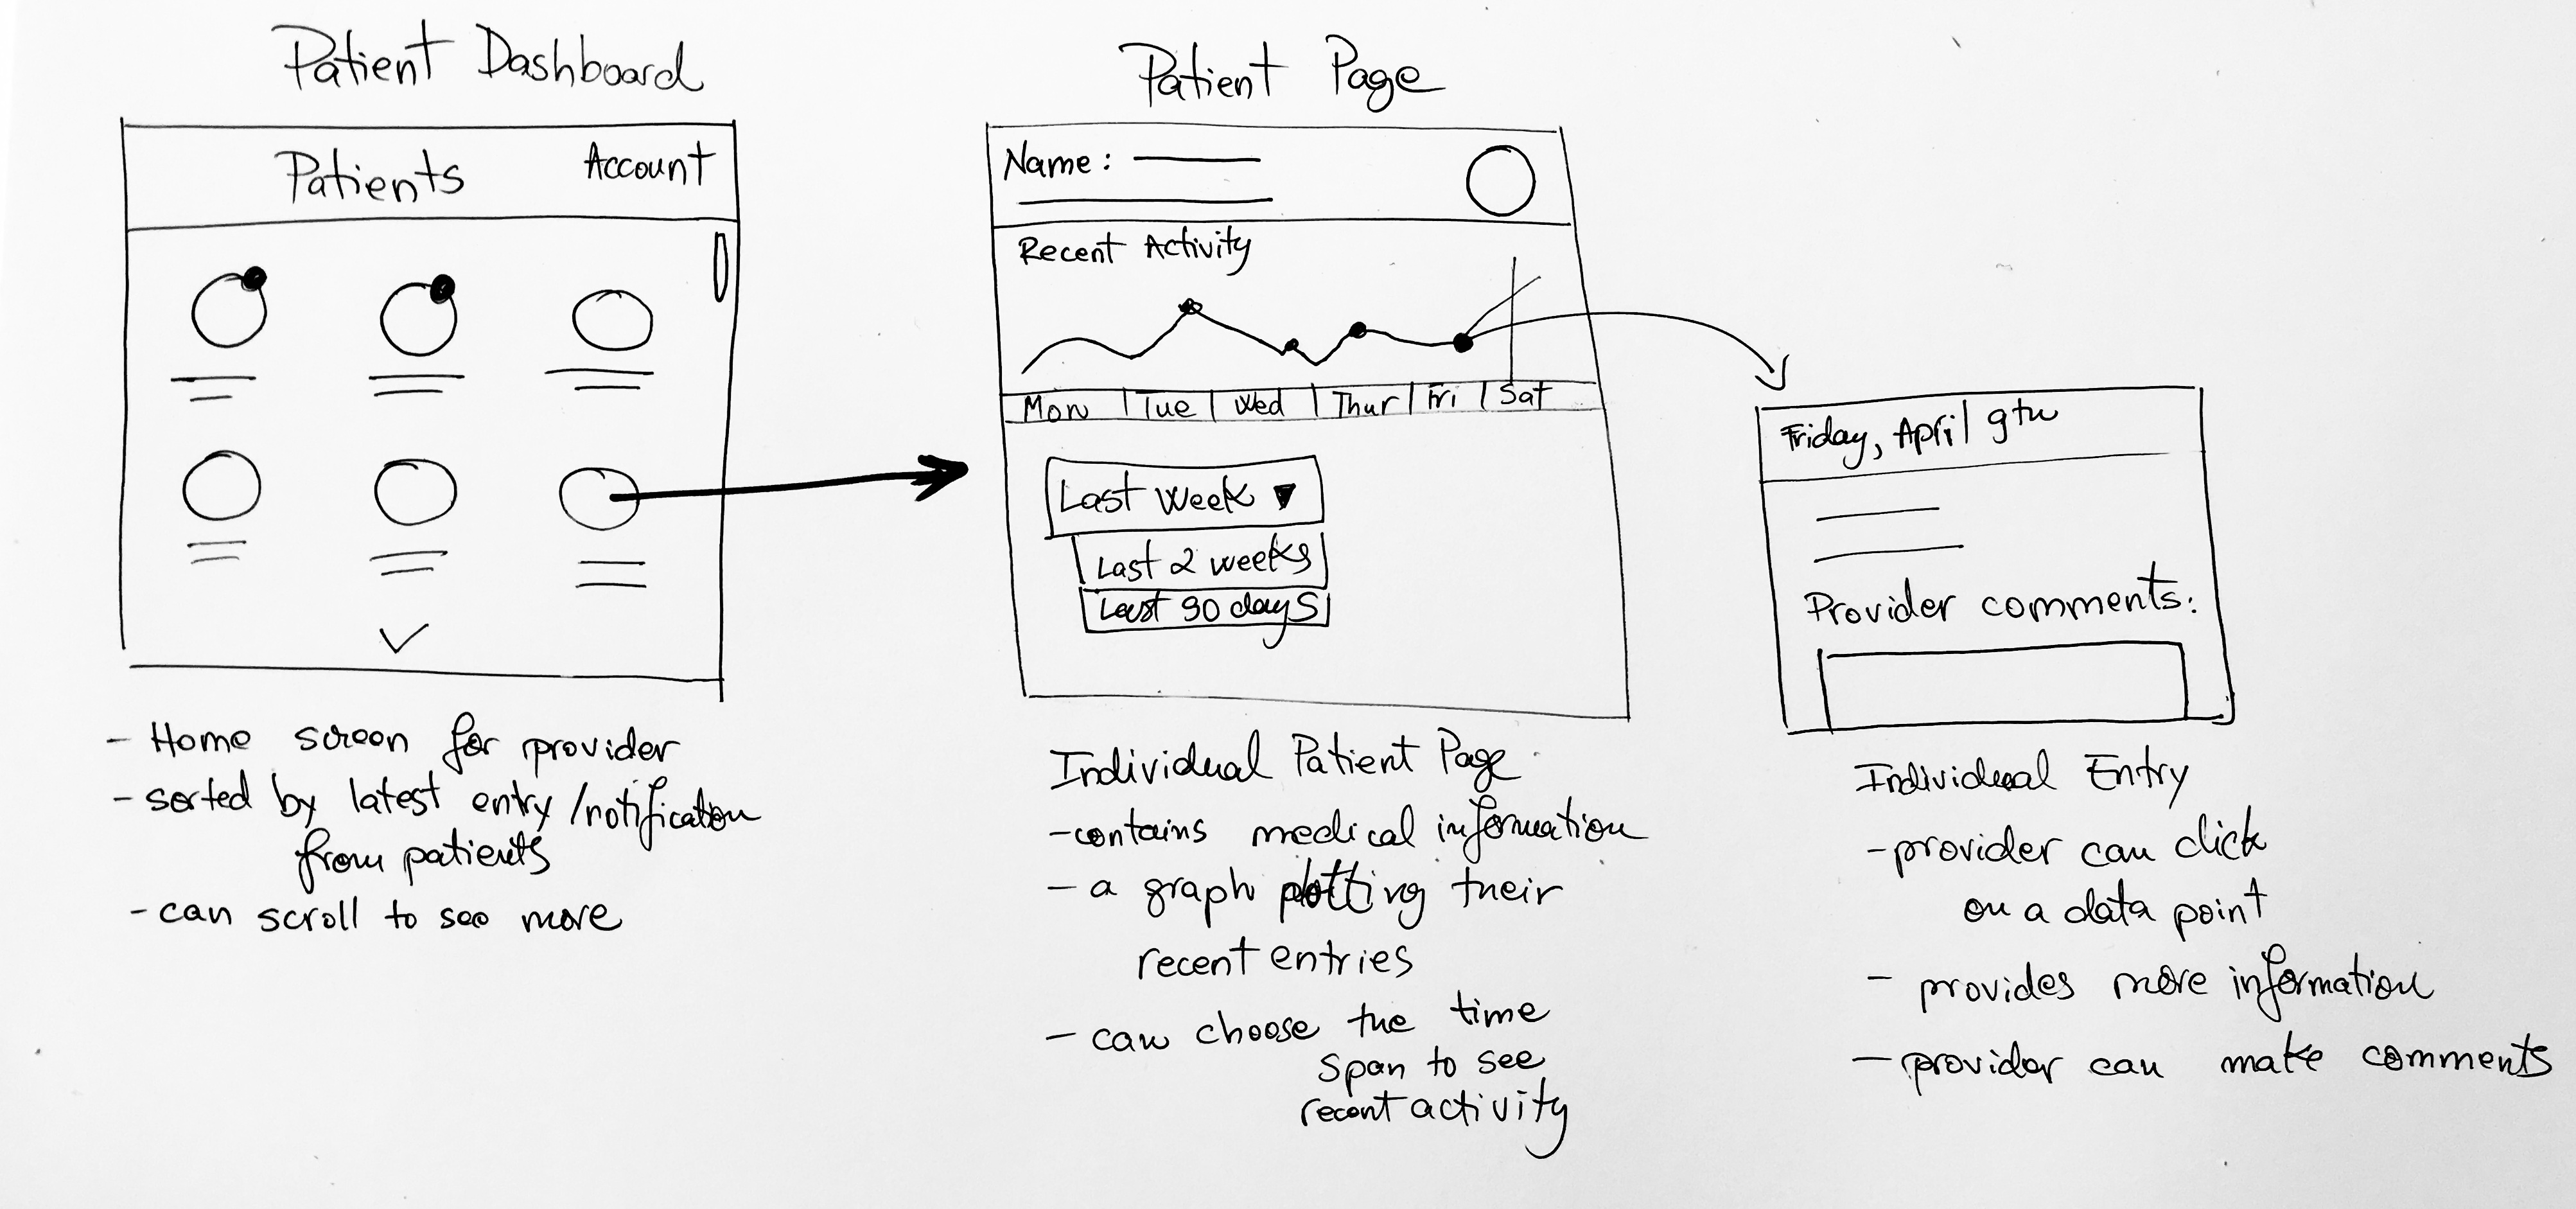 Patient Dashboard
Patients
Account
- Home screen for provider
- sorted by latest entry/notification
from patients
- can scroll to see more
Patient Page
Name:
Recent Activity
Mon | Tue | Wed | Thur | Fri | Sat
Last Week ▼
Last 2 weeks
Last 90 days
Individual Patient Page
- contains medical information
- a graph plotting their
recent entries
- can choose the time
span to see
recent activity
Friday, April 9th
Provider comments:
Individual Entry
- provider can click
on a data point
- provides more information
- provider can make comments